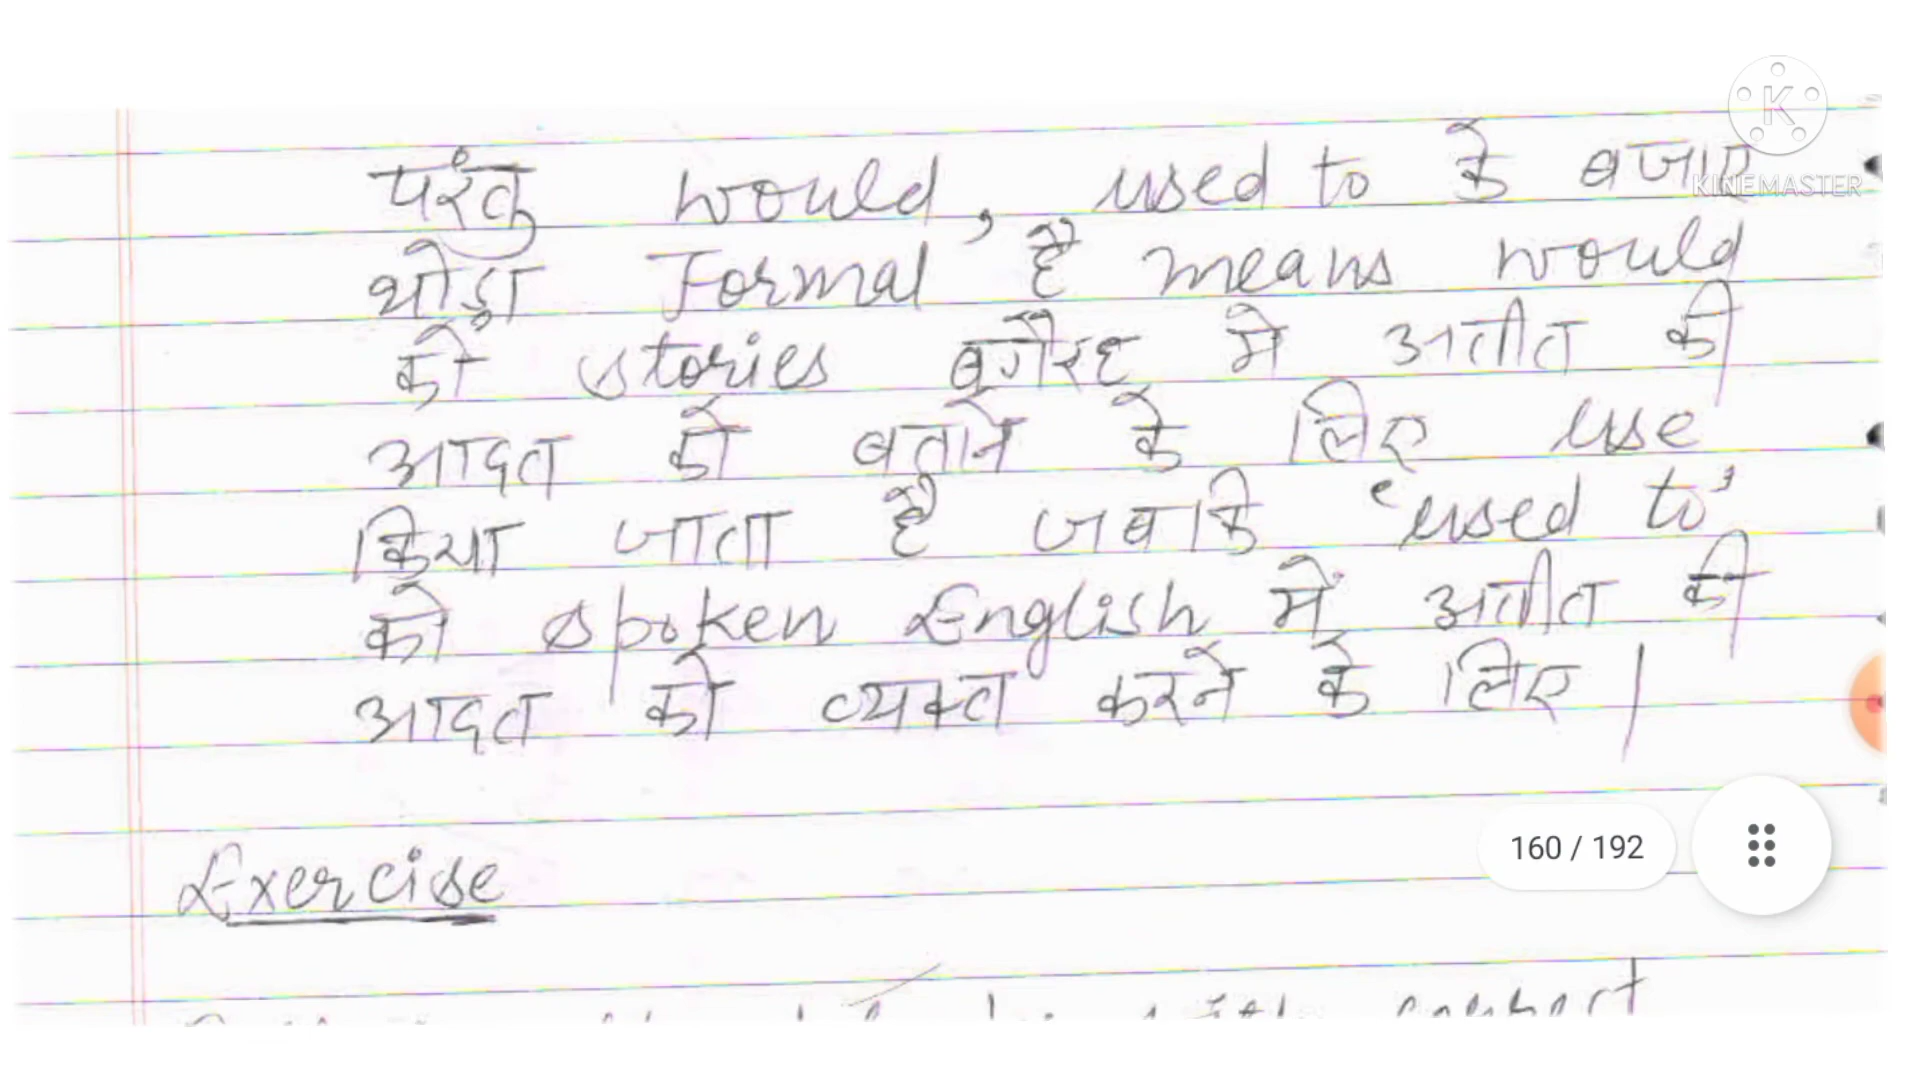 परंतु would, used to के बजाए
KINEMASTER
थोड़ा Formal है means would
को stories वगैरह मे अतीत की
आदत को बताने के लिए use
किया जाता है जबकि 'used to'
को spoken English में अतीत की
आदत को व्यक्त करने के लिए।
160 / 192
Exercise